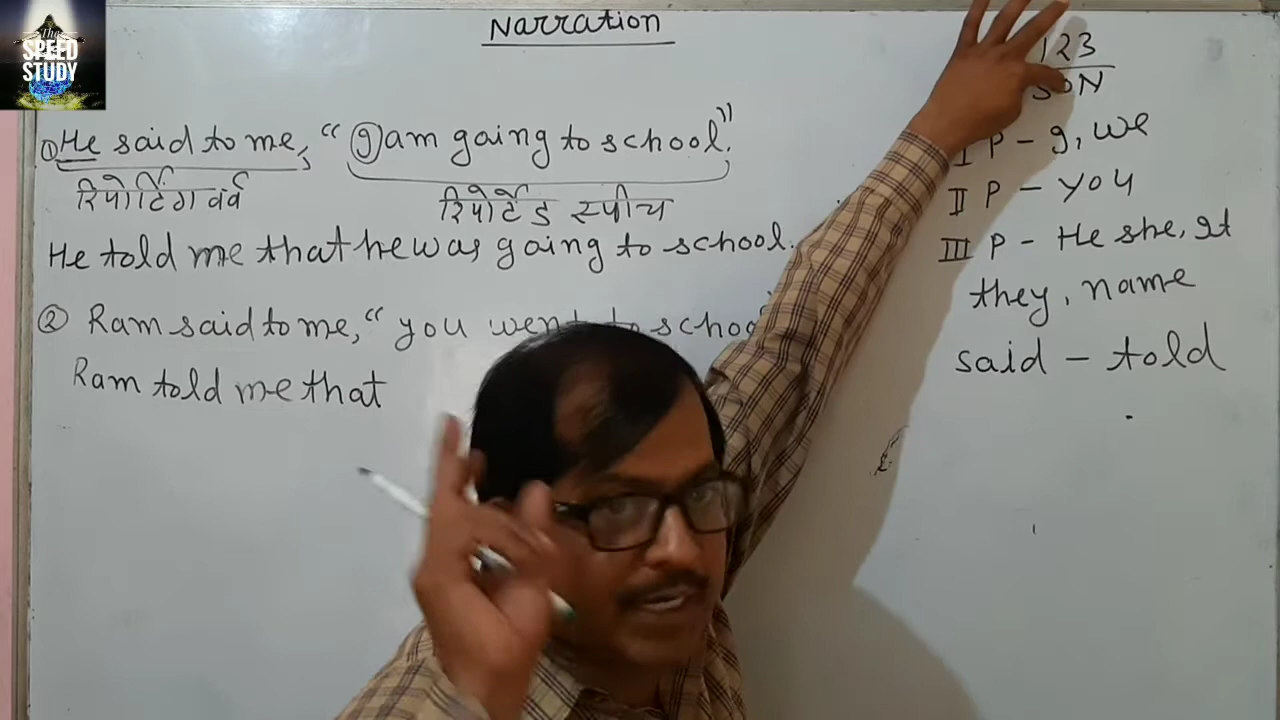 The
SPEED
STUDY
Narration
① He said to me, "I am going to school."
रिपोर्टिंग वर्व
रिपोर्टेड स्पीच
He told me that he was going to school.
② Ram said to me, "you went to school
Ram told me that
123
SON
I P - I, we
II P - you
III P - He she, It
they, name
said - told